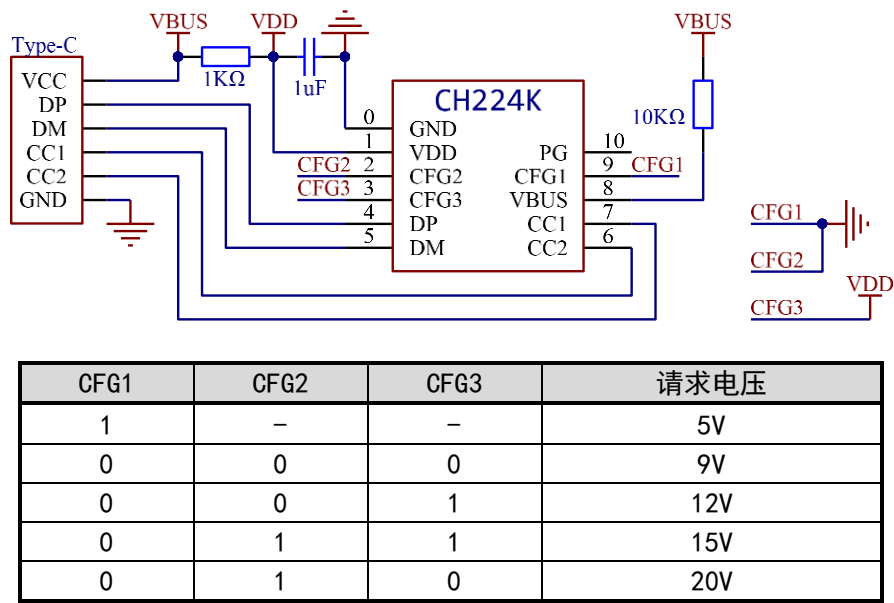 VBUS VDD VBUS
Type-C
1KΩ 1uF 10KΩ
CH224K
VCC
DP
DM
CC1
CC2
GND
0 GND
1 VDD PG 10
CFG2 2 CFG2 CFG1 9 CFG1
CFG3 3 CFG3 VBUS 8
4 DP CC1 7
5 DM CC2 6
CFG1
CFG2
CFG3 VDD
CFG1 CFG2 CFG3 请求电压
1 - - 5V
0 0 0 9V
0 0 1 12V
0 1 1 15V
0 1 0 20V